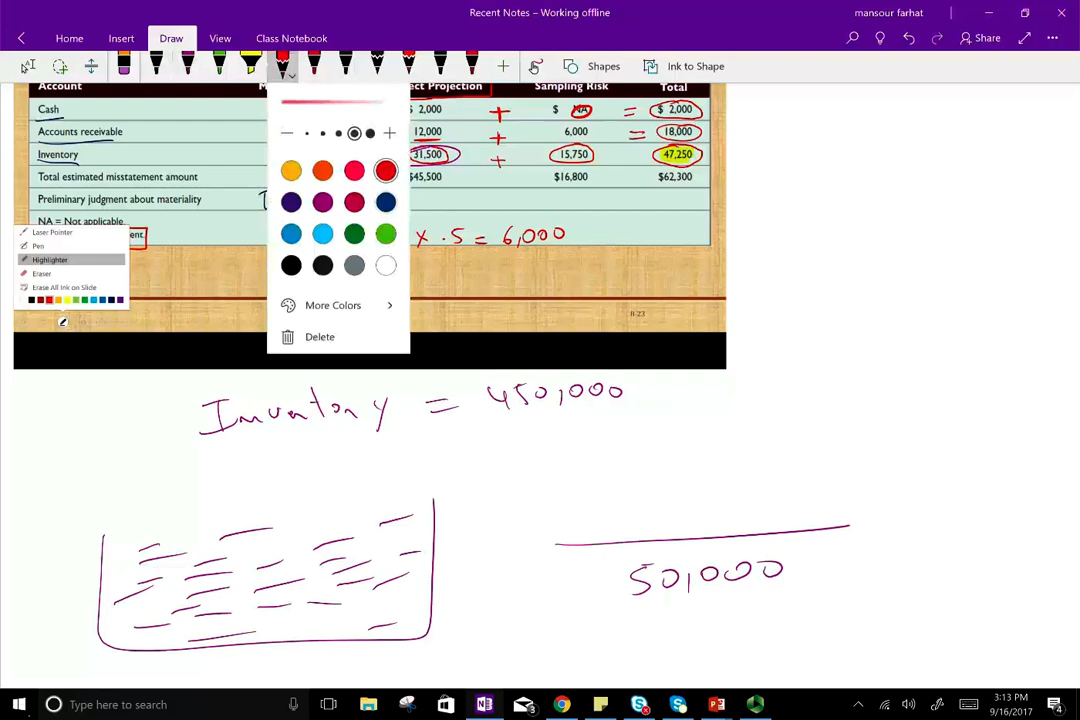 Recent Notes – Working offline
mansour farhat
Home Insert Draw View Class Notebook
Share
Shapes
Ink to Shape
Account
ect Projection
Sampling Risk
Total
Cash
$ 2,000 + $ NA = $ 2,000
Accounts receivable
12,000 + 6,000 = 18,000
Inventory
31,500 + 15,750 47,250
Total estimated misstatement amount
$45,500 $16,800 $62,300
Preliminary judgment about materiality
NA = Not applicable.
ent.
x .5 = 6,000
Laser Pointer
Pen
Highlighter
Eraser
Erase All Ink on Slide
More Colors
Delete
8-23
Inventory = 450,000
50,000
Type here to search
3:13 PM
9/16/2017